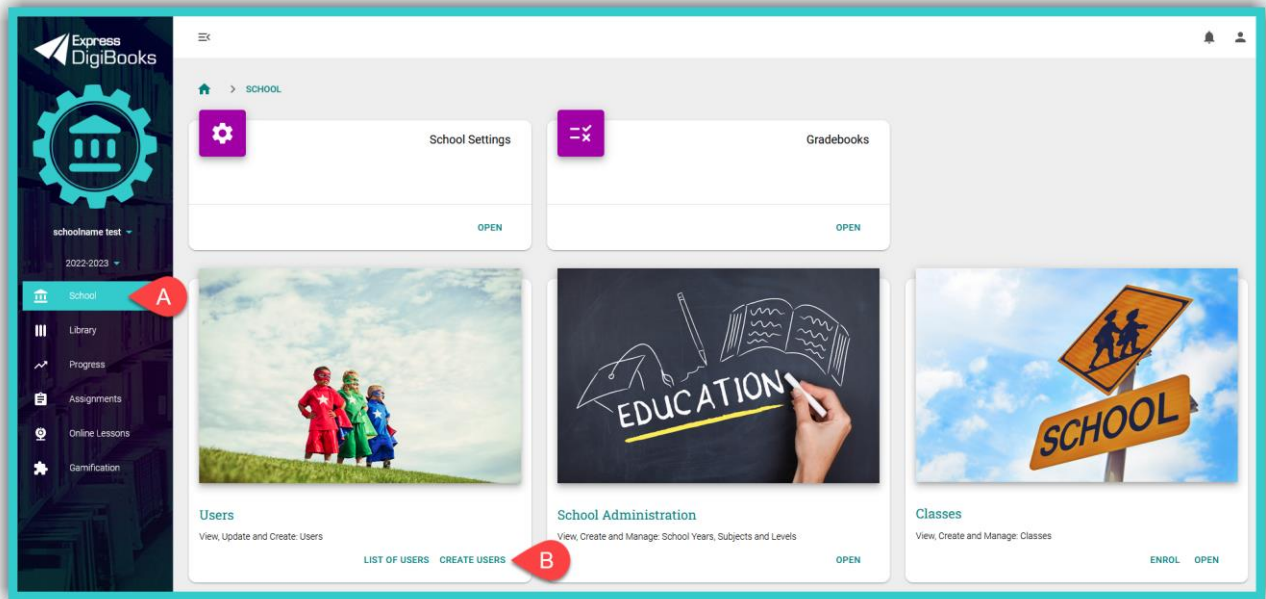 Express
DigiBooks
schoolname test
2022-2023
School
A
Library
Progress
Assignments
Online Lessons
Gamification
> SCHOOL
School Settings
OPEN
Gradebooks
OPEN
Users
View, Update and Create: Users
LIST OF USERS CREATE USERS
B
EDUCATION
School Administration
View, Create and Manage: School Years, Subjects and Levels
OPEN
SCHOOL
Classes
View, Create and Manage: Classes
ENROL OPEN